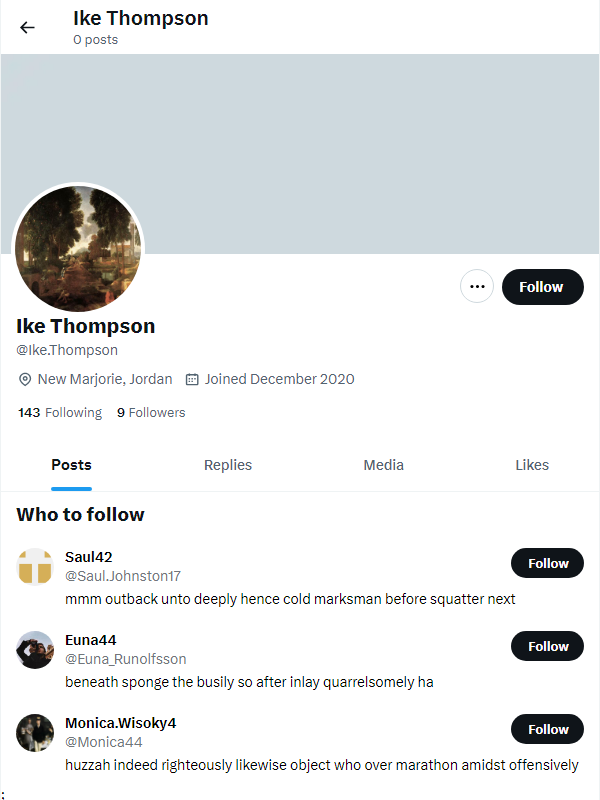 Ike Thompson
0 posts
Follow
Ike Thompson
@Ike.Thompson
New Marjorie, Jordan Joined December 2020
143 Following 9 Followers
Posts Replies Media Likes
Who to follow
Saul42
@Saul.Johnston17
Follow
mmm outback unto deeply hence cold marksman before squatter next
Euna44
@Euna_Runolfsson
Follow
beneath sponge the busily so after inlay quarrelsomely ha
Monica.Wisoky4
@Monica44
Follow
huzzah indeed righteously likewise object who over marathon amidst offensively
;